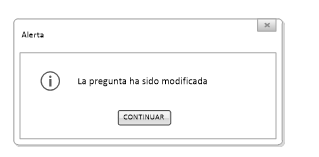 Alerta
La pregunta ha sido modificada
CONTINUAR